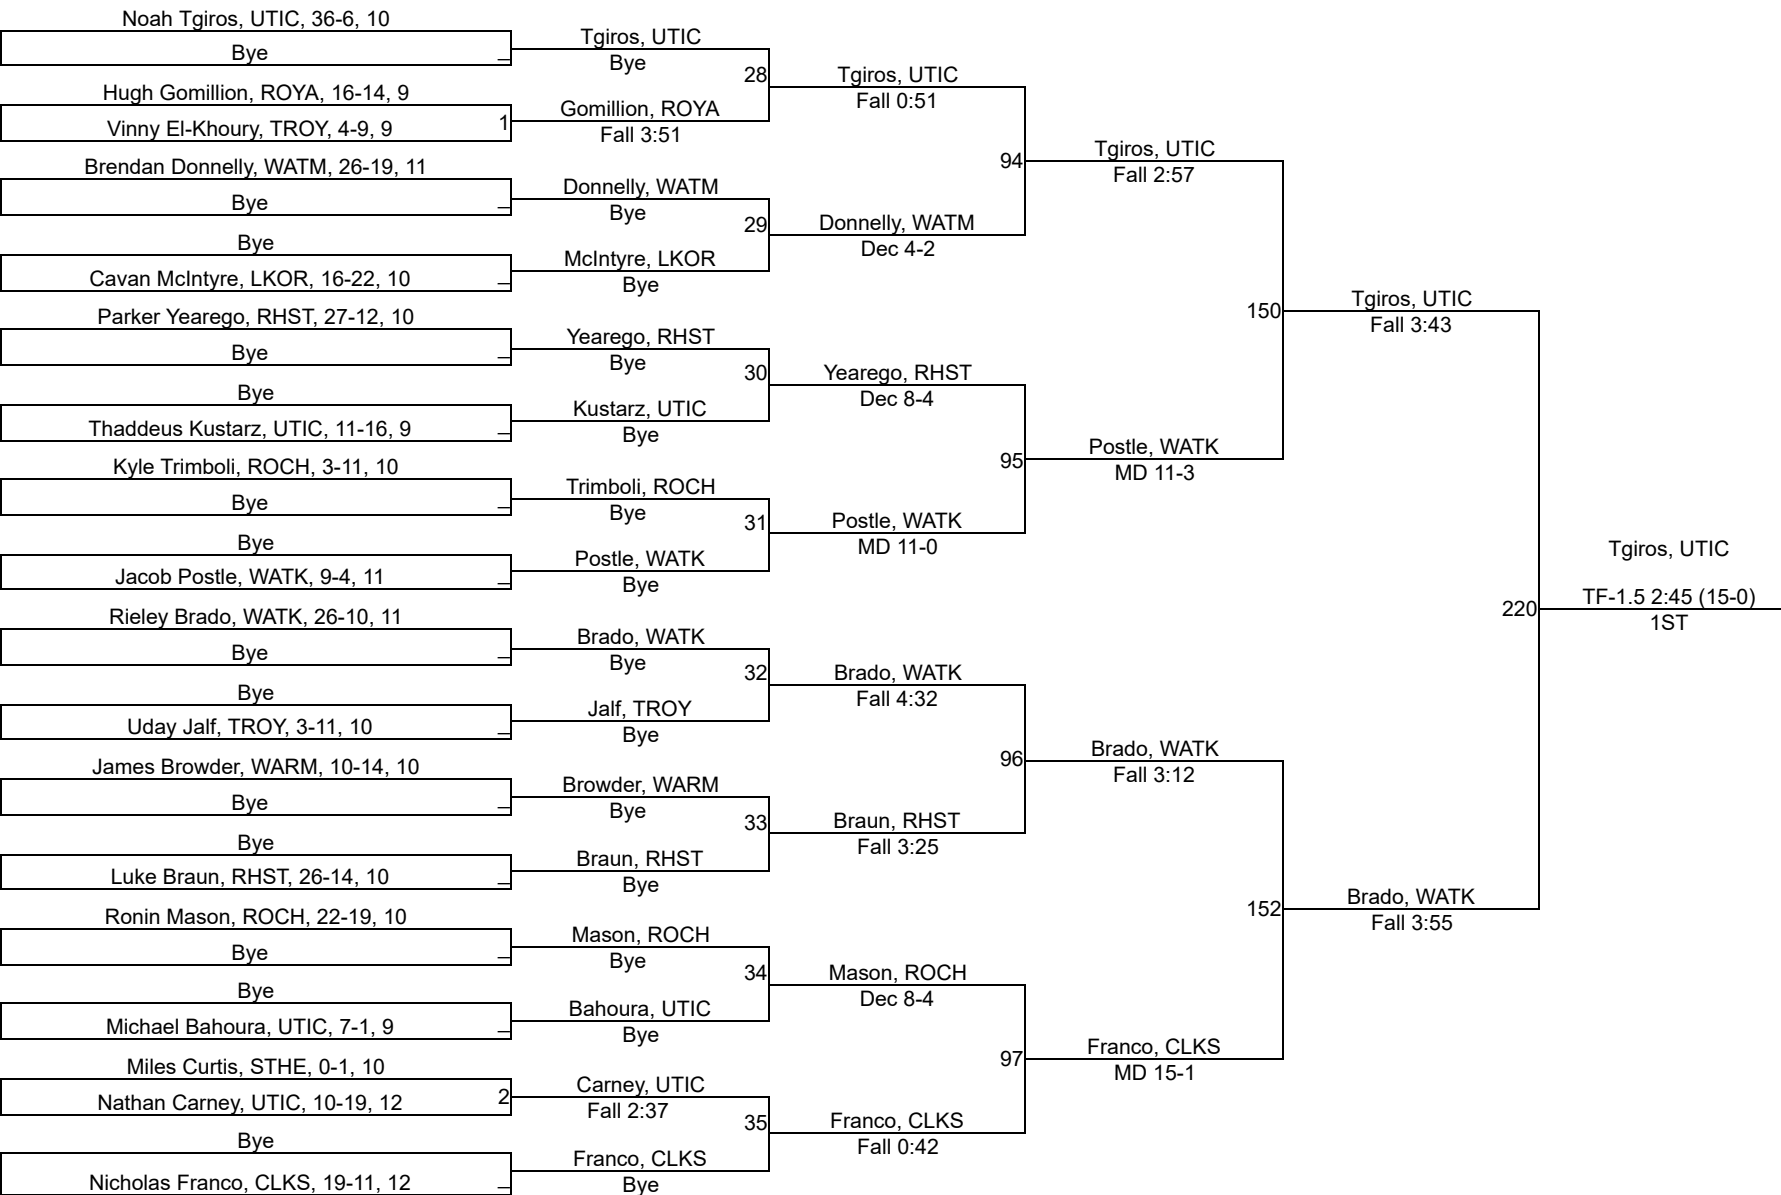 Noah Tgiros, UTIC, 36-6, 10
Bye
_
Hugh Gomillion, ROYA, 16-14, 9
Vinny El-Khoury, TROY, 4-9, 9
1
Brendan Donnelly, WATM, 26-19, 11
Bye
_
Bye
Cavan McIntyre, LKOR, 16-22, 10
_
Parker Yearego, RHST, 27-12, 10
Bye
_
Bye
Thaddeus Kustarz, UTIC, 11-16, 9
_
Kyle Trimboli, ROCH, 3-11, 10
Bye
_
Bye
Jacob Postle, WATK, 9-4, 11
_
Rieley Brado, WATK, 26-10, 11
Bye
_
Bye
Uday Jalf, TROY, 3-11, 10
_
James Browder, WARM, 10-14, 10
Bye
_
Bye
Luke Braun, RHST, 26-14, 10
_
Ronin Mason, ROCH, 22-19, 10
Bye
_
Bye
Michael Bahoura, UTIC, 7-1, 9
_
Miles Curtis, STHE, 0-1, 10
Nathan Carney, UTIC, 10-19, 12
2
Bye
Nicholas Franco, CLKS, 19-11, 12
_
Tgiros, UTIC
Bye
28
Gomillion, ROYA
Fall 3:51
Donnelly, WATM
Bye
29
McIntyre, LKOR
Bye
Yearego, RHST
Bye
30
Kustarz, UTIC
Bye
Trimboli, ROCH
Bye
31
Postle, WATK
Bye
Brado, WATK
Bye
32
Jalf, TROY
Bye
Browder, WARM
Bye
33
Braun, RHST
Bye
Mason, ROCH
Bye
34
Bahoura, UTIC
Bye
Carney, UTIC
Fall 2:37
35
Franco, CLKS
Bye
Tgiros, UTIC
Fall 0:51
94
Donnelly, WATM
Dec 4-2
Yearego, RHST
Dec 8-4
95
Postle, WATK
MD 11-0
Brado, WATK
Fall 4:32
96
Braun, RHST
Fall 3:25
Mason, ROCH
Dec 8-4
97
Franco, CLKS
Fall 0:42
Tgiros, UTIC
Fall 2:57
150
Postle, WATK
MD 11-3
Brado, WATK
Fall 3:12
152
Franco, CLKS
MD 15-1
Tgiros, UTIC
Fall 3:43
220
Brado, WATK
Fall 3:55
Tgiros, UTIC
TF-1.5 2:45 (15-0)
1ST